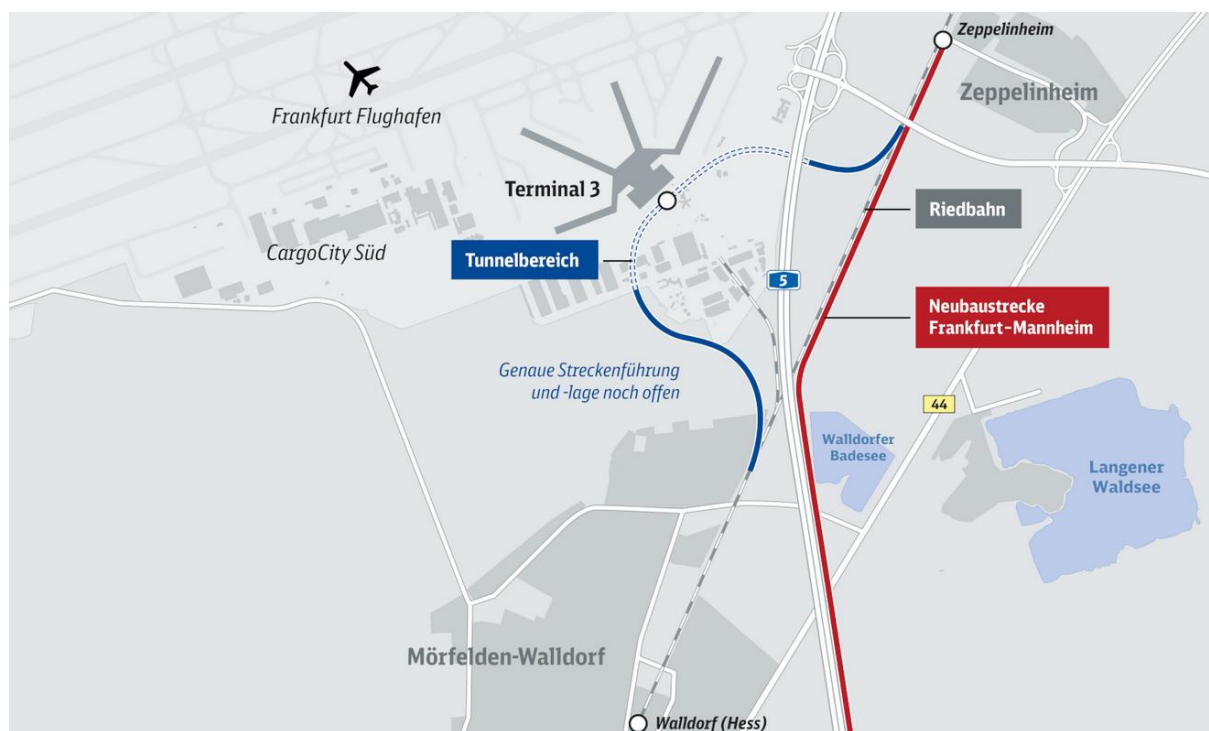 Zeppelinheim
Zeppelinheim
Frankfurt Flughafen
Terminal 3
Riedbahn
CargoCity Süd
Tunnelbereich
5
Neubaustrecke
Frankfurt–Mannheim
Genaue Streckenführung
und -lage noch offen
44
Walldorfer
Badesee
Langener
Waldsee
Mörfelden-Walldorf
Walldorf (Hess)